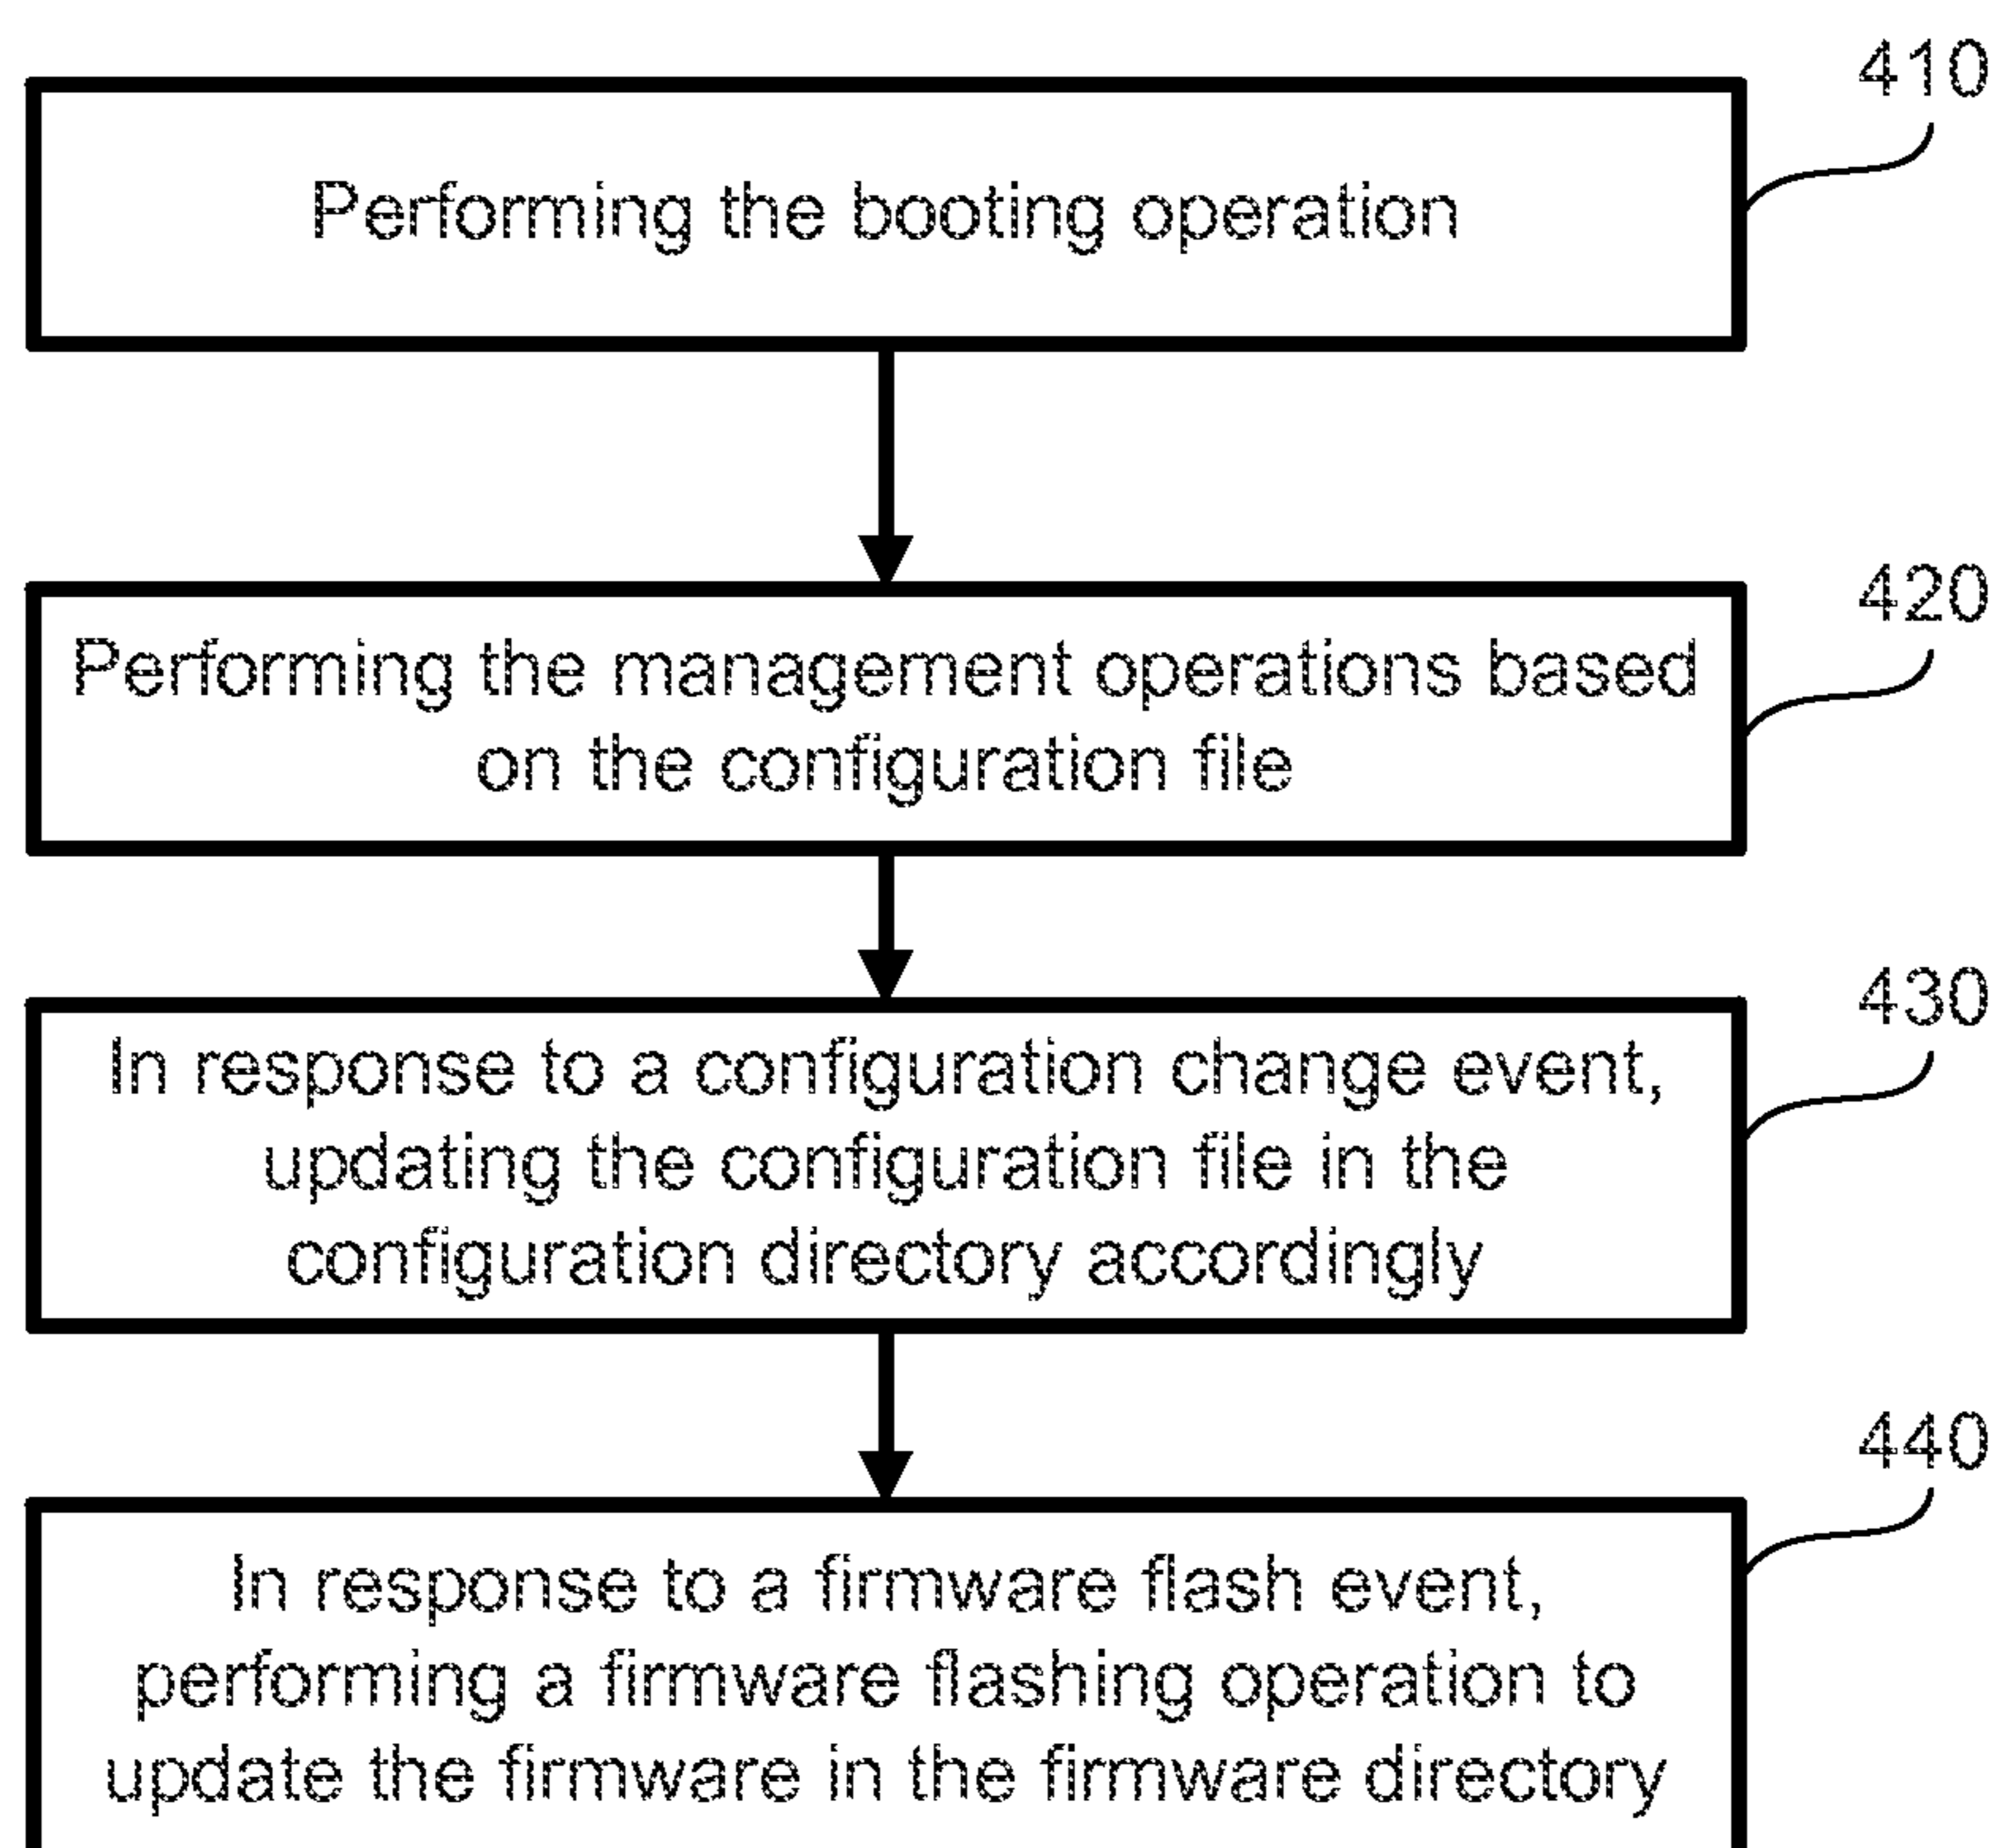 410
Performing the booting operation
420
Performing the management operations based
on the configuration file
430
In response to a configuration change event,
updating the configuration file in the
configuration directory accordingly
440
In response to a firmware flash event,
performing a firmware flashing operation to
update the firmware in the firmware directory